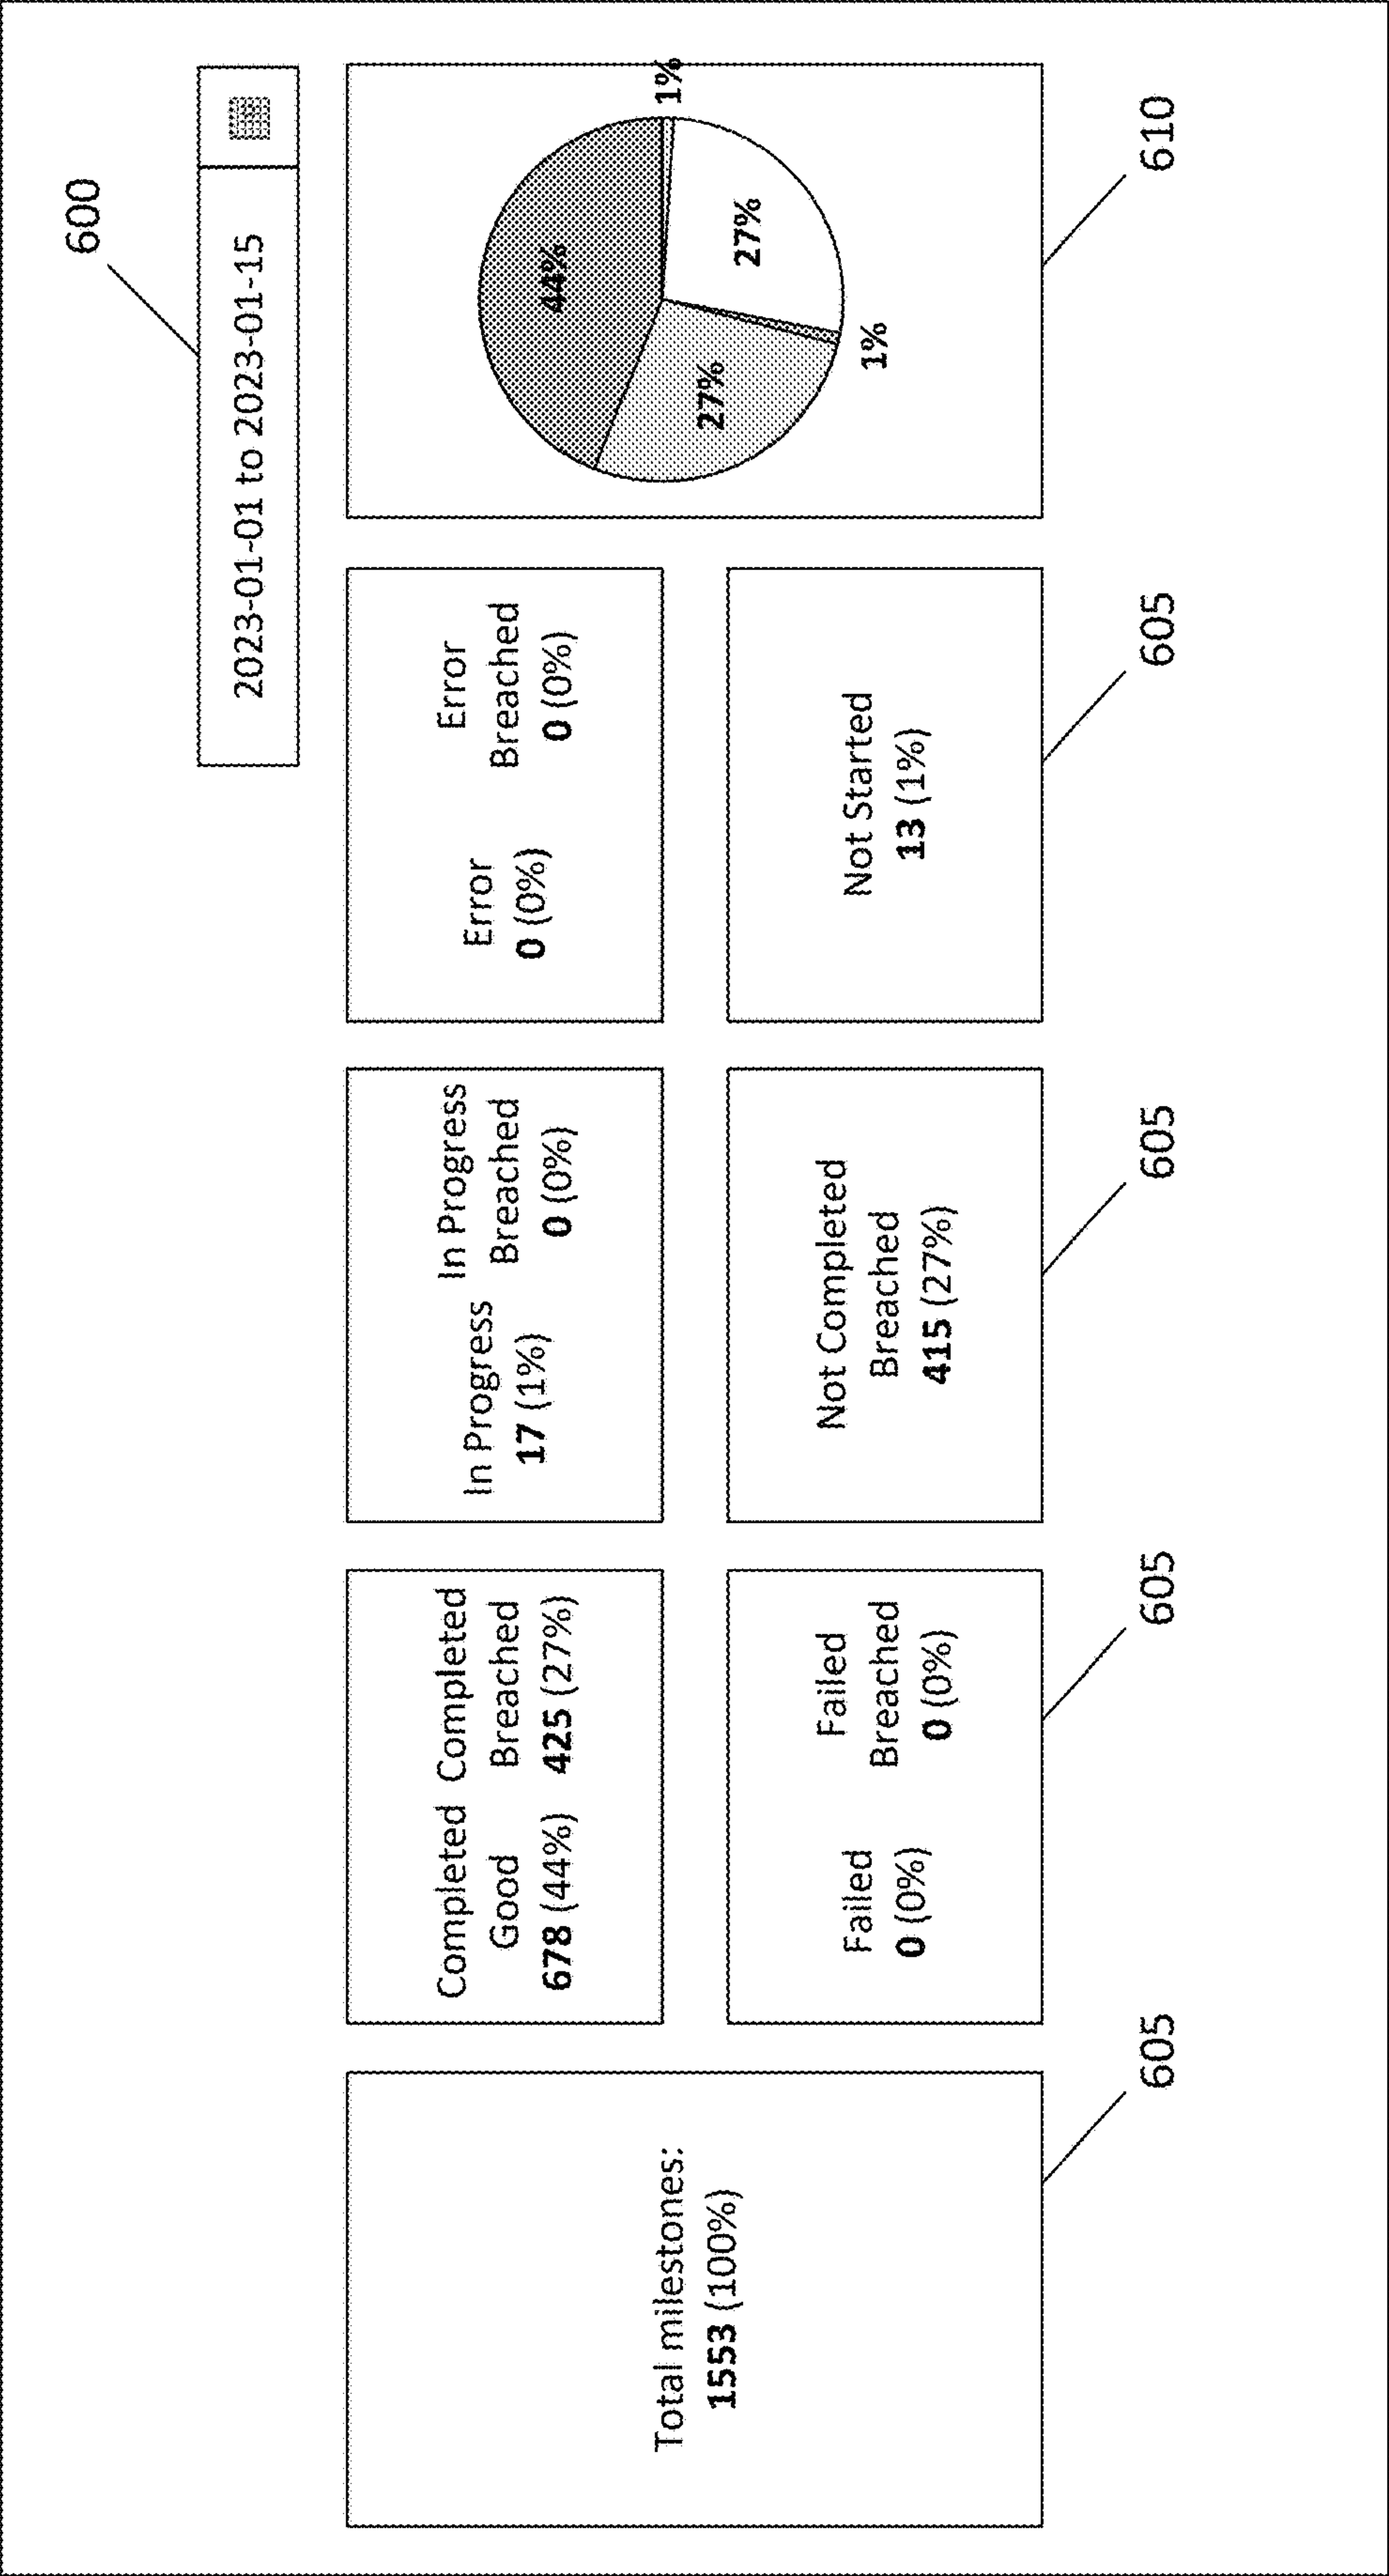 600
2023-01-01 to 2023-01-15
Total milestones:
1553 (100%)
Completed
Good
678 (44%)
Completed
Breached
425 (27%)
In Progress
17 (1%)
In Progress
Breached
0 (0%)
Error
0 (0%)
Error
Breached
0 (0%)
Failed
0 (0%)
Failed
Breached
0 (0%)
Not Completed
Breached
415 (27%)
Not Started
13 (1%)
44%
1%
27%
27%
1%
605
605
605
605
610